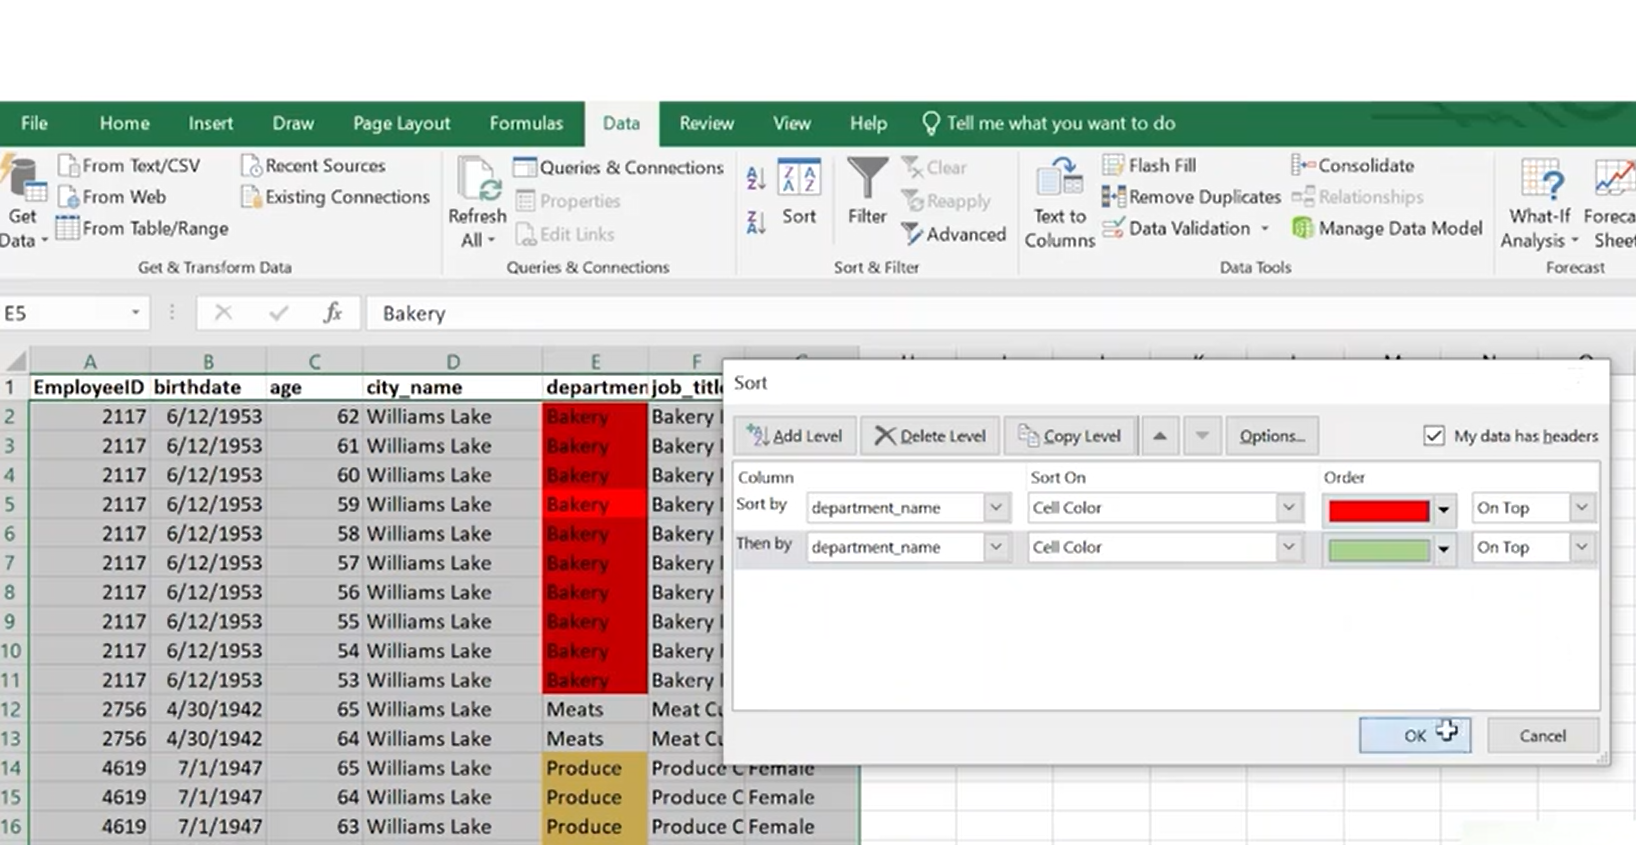 File Home Insert Draw Page Layout Formulas Data Review View Help Tell me what you want to do
From Text/CSV Recent Sources Queries & Connections Clear Flash Fill Consolidate
From Web Existing Connections Properties Reapply Remove Duplicates Relationships
Get Data From Table/Range Refresh All Edit Links Sort Filter Advanced Text to Columns Data Validation Manage Data Model What-If Analysis Sheet
Get & Transform Data Queries & Connections Sort & Filter Data Tools Forecast
E5 fx Bakery
A B C D E F
1 EmployeeID birthdate age city_name departmen job_title
2 2117 6/12/1953 62 Williams Lake Bakery Bakery
3 2117 6/12/1953 61 Williams Lake Bakery Bakery
4 2117 6/12/1953 60 Williams Lake Bakery Bakery
5 2117 6/12/1953 59 Williams Lake Bakery Bakery
6 2117 6/12/1953 58 Williams Lake Bakery Bakery
7 2117 6/12/1953 57 Williams Lake Bakery Bakery
8 2117 6/12/1953 56 Williams Lake Bakery Bakery
9 2117 6/12/1953 55 Williams Lake Bakery Bakery
10 2117 6/12/1953 54 Williams Lake Bakery Bakery
11 2117 6/12/1953 53 Williams Lake Bakery Bakery
12 2756 4/30/1942 65 Williams Lake Meats Meat
13 2756 4/30/1942 64 Williams Lake Meats Meat
14 4619 7/1/1947 65 Williams Lake Produce Produce C Female
15 4619 7/1/1947 64 Williams Lake Produce Produce C Female
16 4619 7/1/1947 63 Williams Lake Produce Produce C Female
Sort
Add Level Delete Level Copy Level Options... My data has headers
Column Sort On Order
Sort by department_name Cell Color On Top
Then by department_name Cell Color On Top
OK Cancel